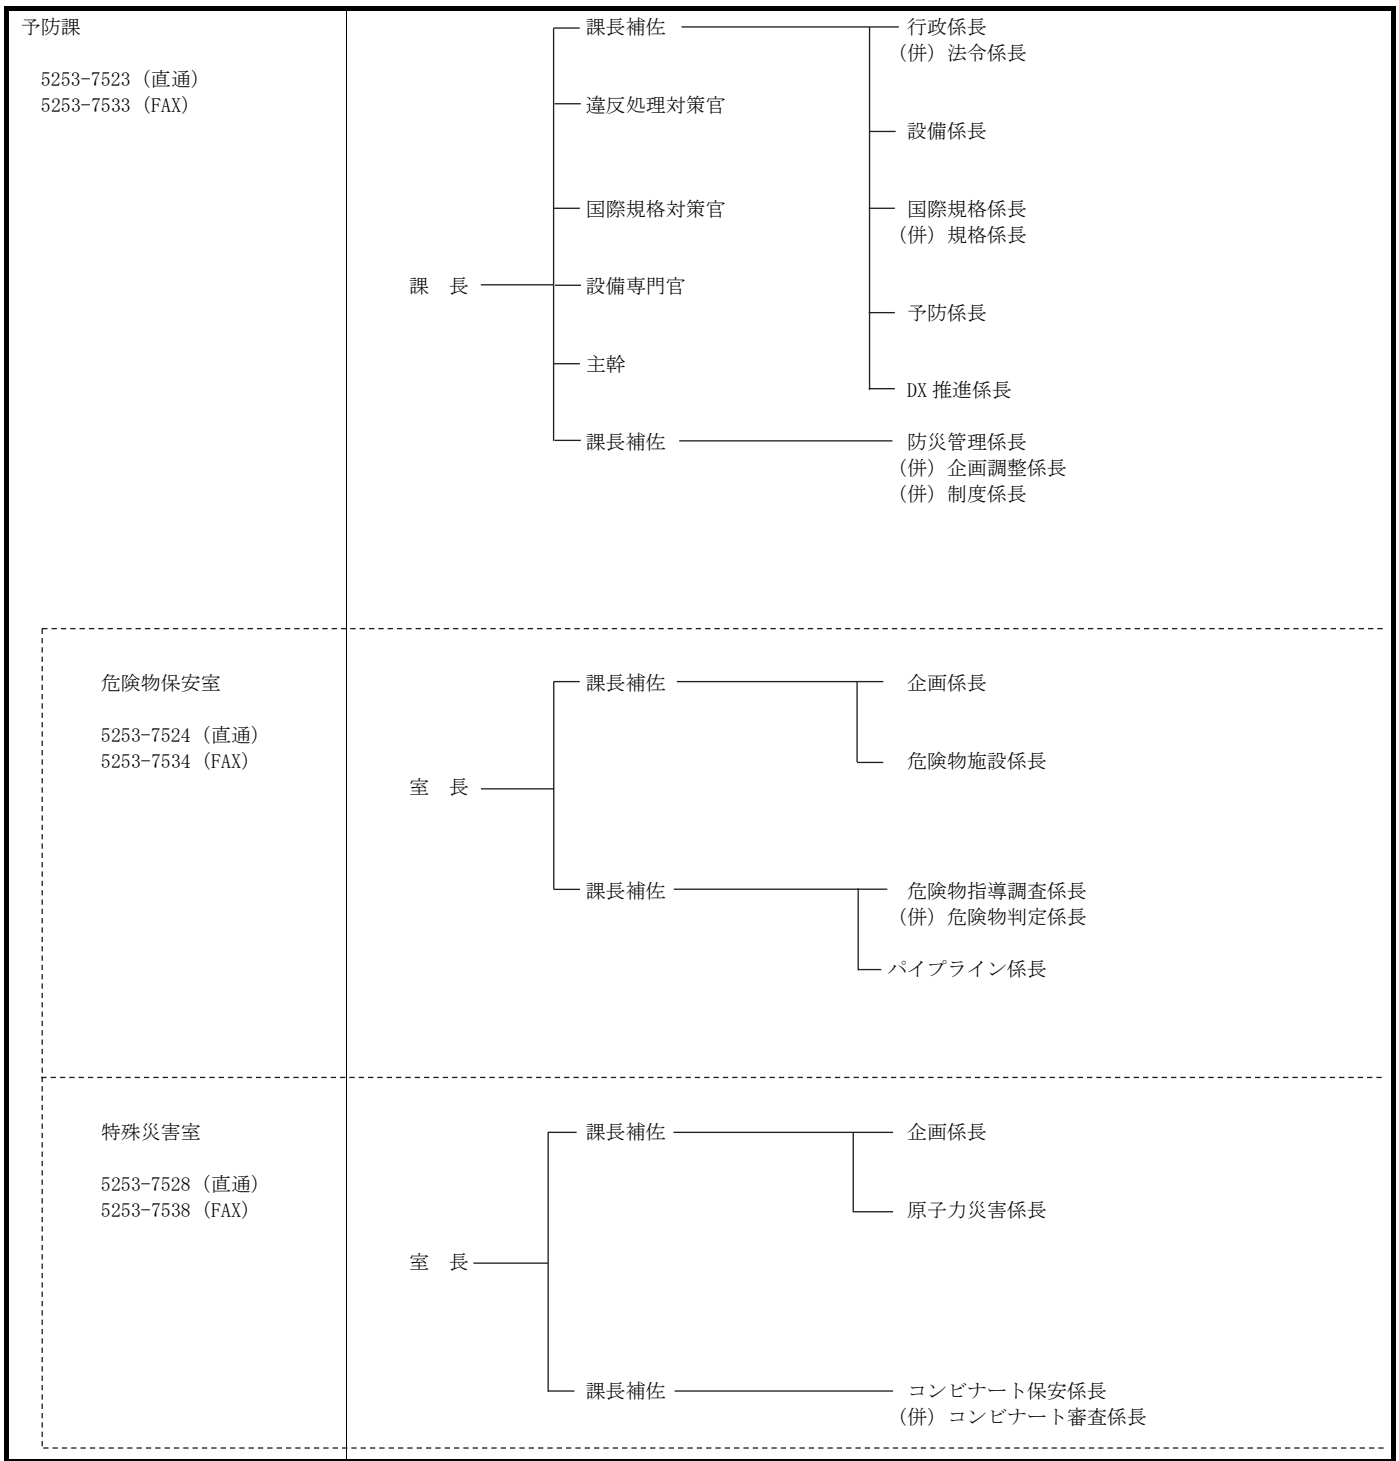 予防課
5253-7523（直通）
5253-7533（FAX）
課　長
課長補佐
違反処理対策官
国際規格対策官
設備専門官
主幹
課長補佐
行政係長
（併）法令係長
設備係長
国際規格係長
（併）規格係長
予防係長
DX 推進係長
防災管理係長
（併）企画調整係長
（併）制度係長
危険物保安室
5253-7524（直通）
5253-7534（FAX）
室　長
課長補佐
企画係長
危険物施設係長
課長補佐
危険物指導調査係長
（併）危険物判定係長
パイプライン係長
特殊災害室
5253-7528（直通）
5253-7538（FAX）
室　長
課長補佐
企画係長
原子力災害係長
課長補佐
コンビナート保安係長
（併）コンビナート審査係長